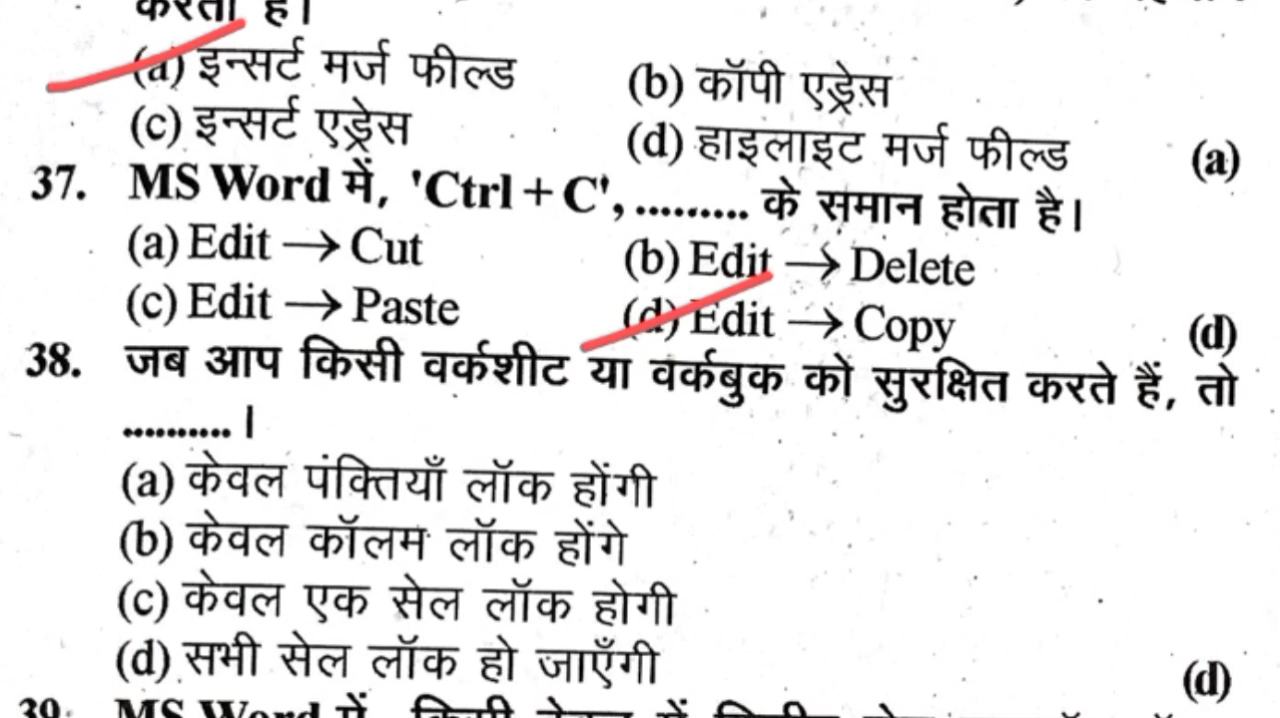 करता है।
(a) इन्सर्ट मर्ज फील्ड (b) कॉपी एड्रेस
(c) इन्सर्ट एड्रेस (d) हाइलाइट मर्ज फील्ड (a)
37. MS Word में, 'Ctrl + C', ......... के समान होता है।
(a) Edit → Cut (b) Edit → Delete
(c) Edit → Paste (d) Edit → Copy (d)
38. जब आप किसी वर्कशीट या वर्कबुक को सुरक्षित करते हैं, तो
........... ।
(a) केवल पंक्तियाँ लॉक होंगी
(b) केवल कॉलम लॉक होंगे
(c) केवल एक सेल लॉक होगी
(d) सभी सेल लॉक हो जाएँगी (d)
39. MS Word में, किसी